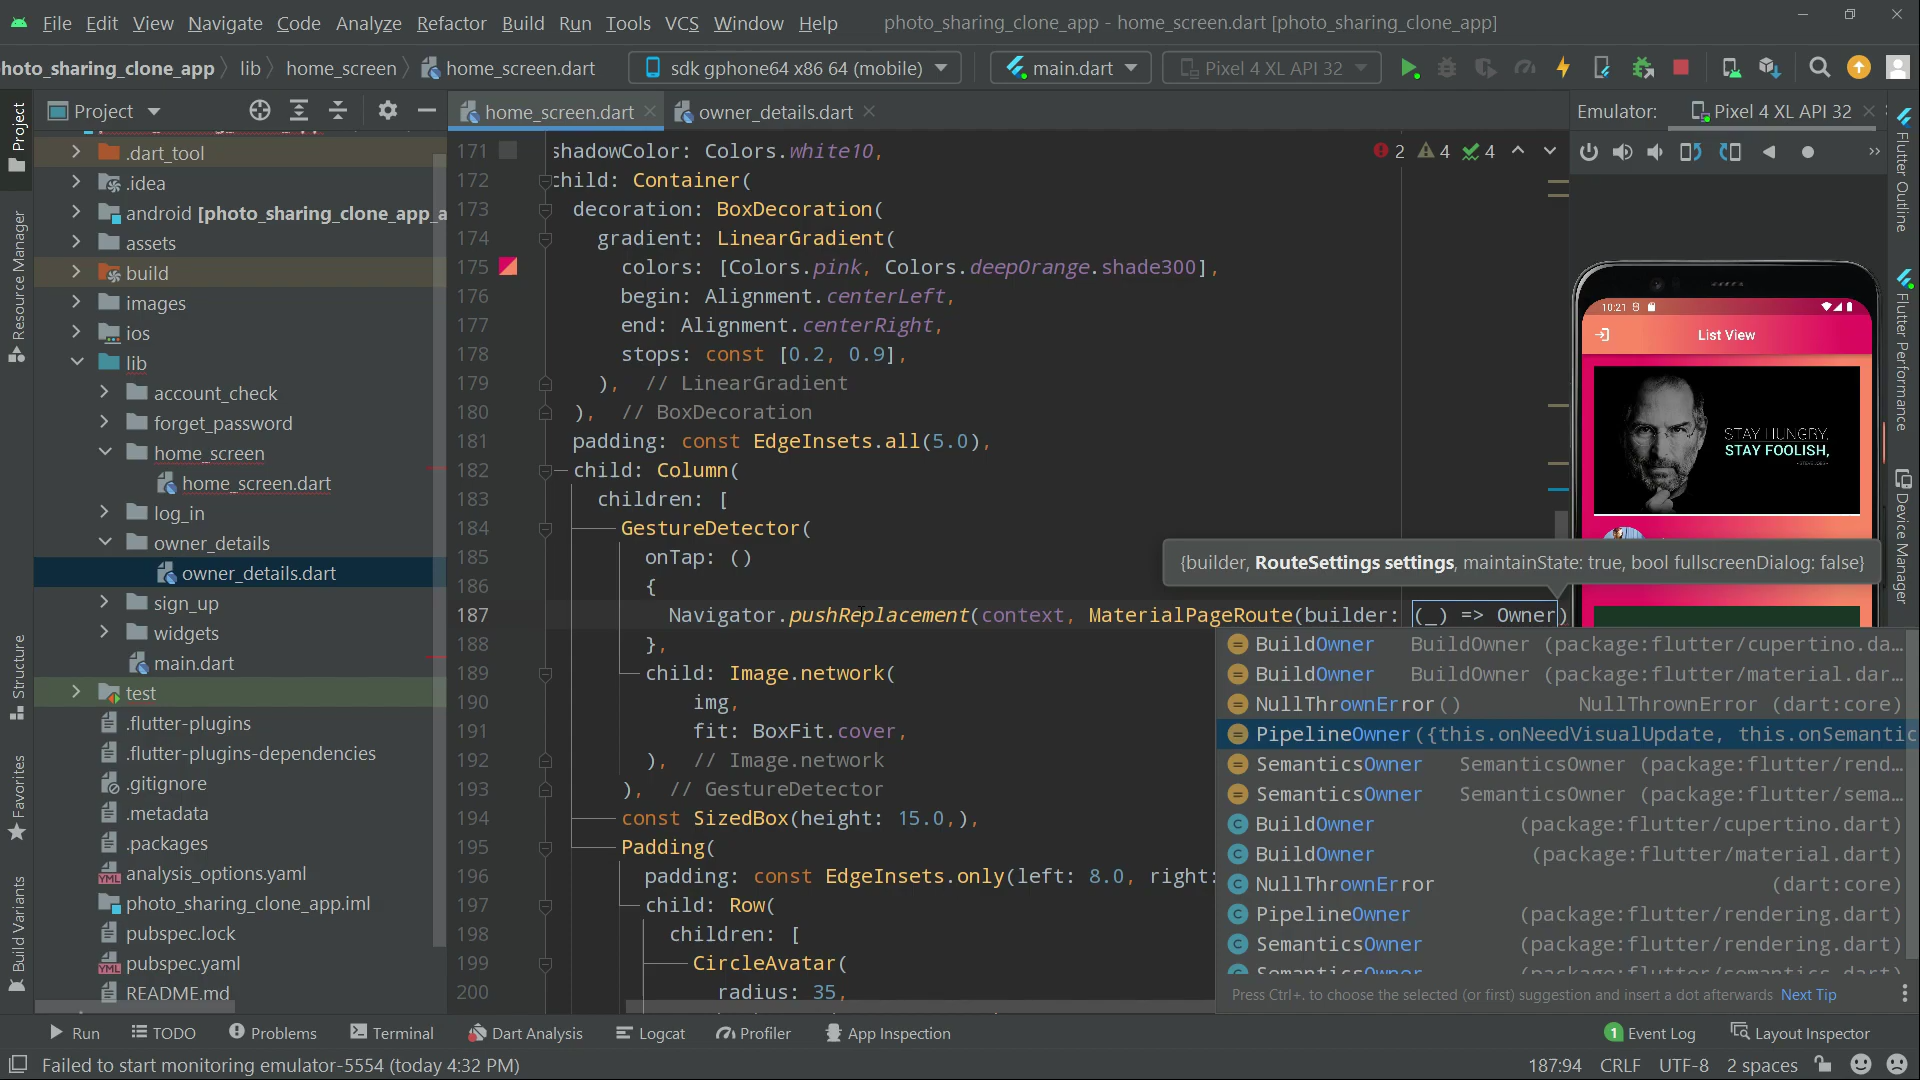 File Edit View Navigate Code Analyze Refactor Build Run Tools VCS Window Help photo_sharing_clone_app - home_screen.dart [photo_sharing_clone_app]
hoto_sharing_clone_app lib home_screen home_screen.dart sdk gphone64 x86 64 (mobile) main.dart Pixel 4 XL API 32
Project home_screen.dart owner_details.dart Emulator: Pixel 4 XL API 32
Project
Resource Manager
Structure
Favorites
Build Variants
.dart_tool
.idea
android [photo_sharing_clone_app_a
assets
build
images
ios
lib
account_check
forget_password
home_screen
home_screen.dart
log_in
owner_details
owner_details.dart
sign_up
widgets
main.dart
test
.flutter-plugins
.flutter-plugins-dependencies
.gitignore
.metadata
.packages
analysis_options.yaml
photo_sharing_clone_app.iml
pubspec.lock
pubspec.yaml
README.md
171 shadowColor: Colors.white10, 2 4 4
172 child: Container(
173 decoration: BoxDecoration(
174 gradient: LinearGradient(
175 colors: [Colors.pink, Colors.deepOrange.shade300],
176 begin: Alignment.centerLeft,
177 end: Alignment.centerRight,
178 stops: const [0.2, 0.9],
179 ), // LinearGradient
180 ), // BoxDecoration
181 padding: const EdgeInsets.all(5.0),
182 child: Column(
183 children: [
184 GestureDetector(
185 onTap: ()
186 {
187 Navigator.pushReplacement(context, MaterialPageRoute(builder: (_) => Owner)
188 },
189 child: Image.network(
190 img,
191 fit: BoxFit.cover,
192 ), // Image.network
193 ), // GestureDetector
194 const SizedBox(height: 15.0,),
195 Padding(
196 padding: const EdgeInsets.only(left: 8.0, right:
197 child: Row(
198 children: [
199 CircleAvatar(
200 radius: 35,
{builder, RouteSettings settings, maintainState: true, bool fullscreenDialog: false}
BuildOwner BuildOwner (package:flutter/cupertino.da…
BuildOwner BuildOwner (package:flutter/material.dar…
NullThrownError() NullThrownError (dart:core)
PipelineOwner({this.onNeedVisualUpdate, this.onSemantic
SemanticsOwner SemanticsOwner (package:flutter/rend…
SemanticsOwner SemanticsOwner (package:flutter/sema…
BuildOwner (package:flutter/cupertino.dart)
BuildOwner (package:flutter/material.dart)
NullThrownError (dart:core)
PipelineOwner (package:flutter/rendering.dart)
SemanticsOwner (package:flutter/rendering.dart)
SemanticsOwner (package:flutter/semantics.dart)
Press Ctrl+. to choose the selected (or first) suggestion and insert a dot afterwards Next Tip
10:21
List View
STAY HUNGRY,
STAY FOOLISH,
Flutter Outline
Flutter Performance
Device Manager
Run TODO Problems Terminal Dart Analysis Logcat Profiler App Inspection 1 Event Log Layout Inspector
Failed to start monitoring emulator-5554 (today 4:32 PM) 187:94 CRLF UTF-8 2 spaces